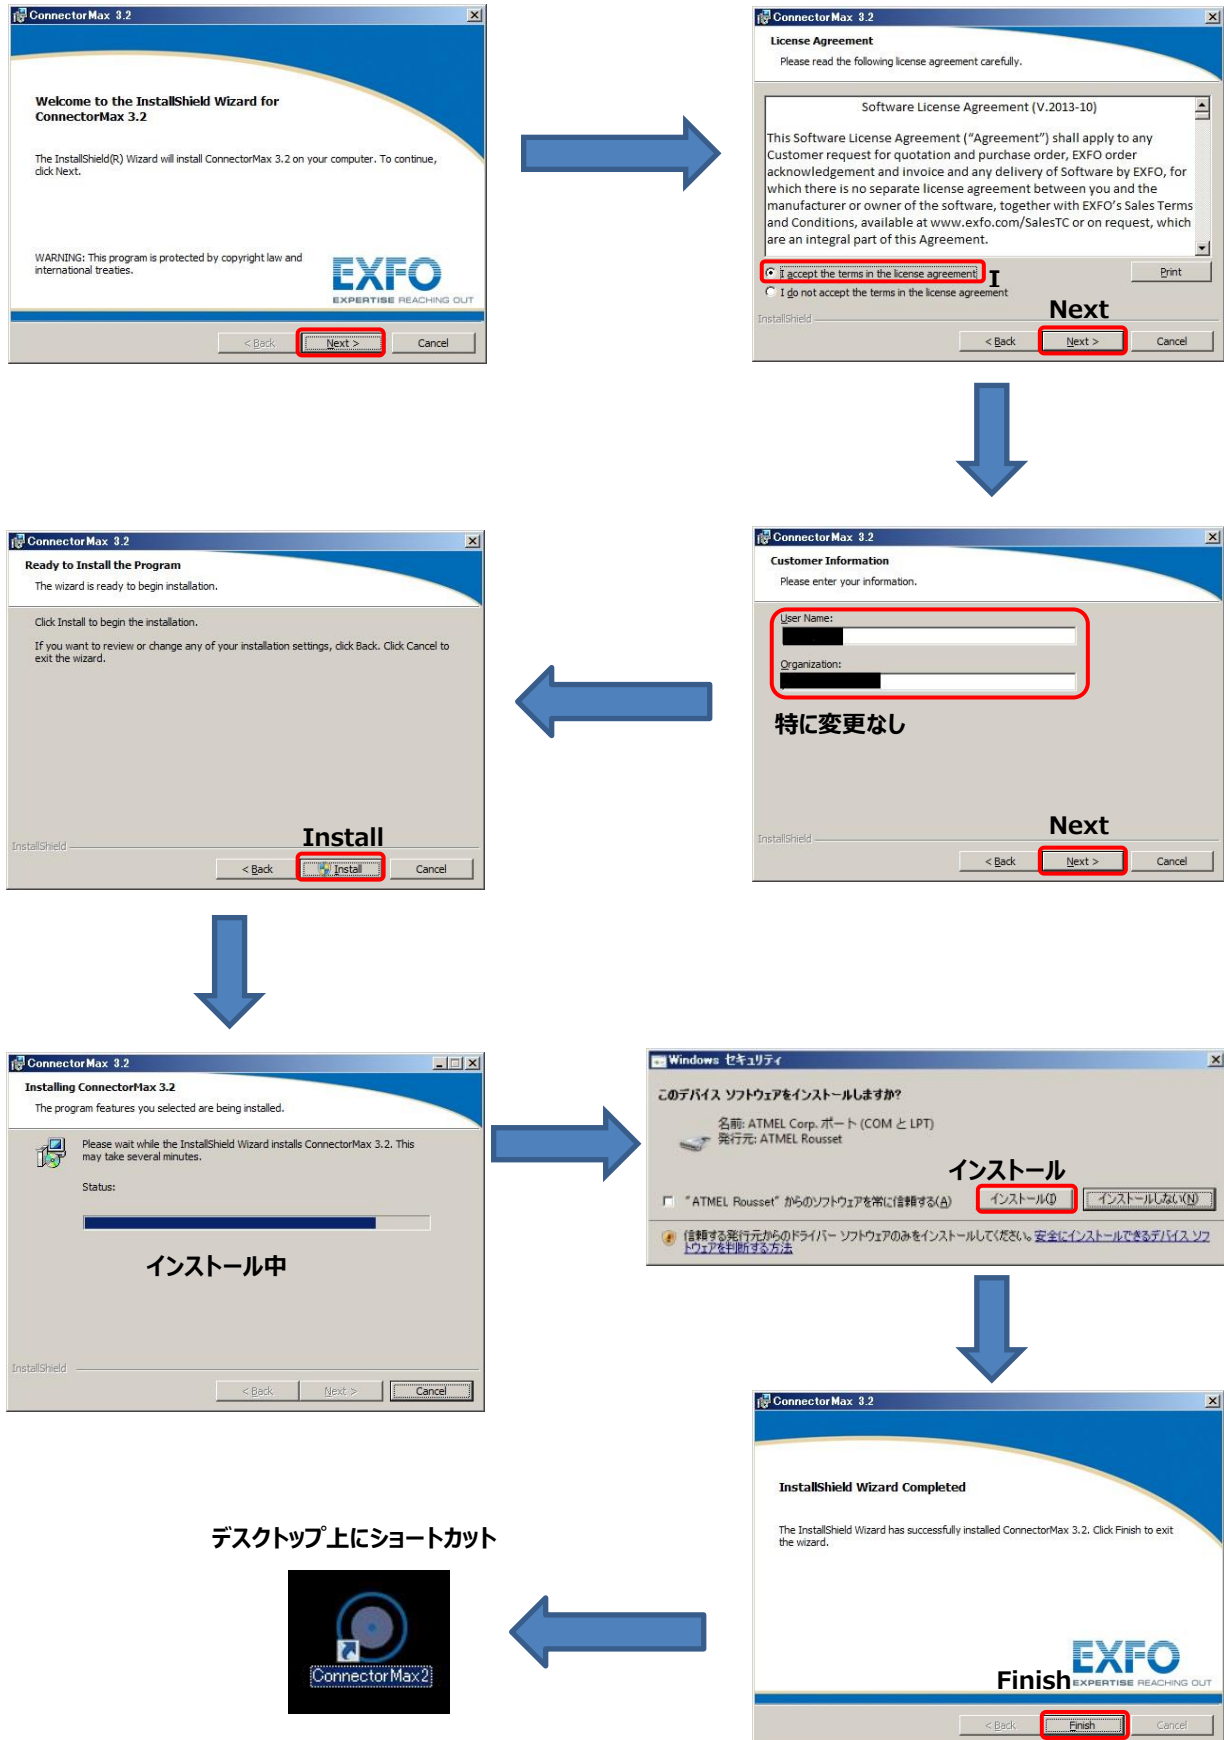 ConnectorMax 3.2
Welcome to the InstallShield Wizard for
ConnectorMax 3.2
The InstallShield(R) Wizard will install ConnectorMax 3.2 on your computer. To continue,
click Next.
WARNING: This program is protected by copyright law and
international treaties.
EXFO
EXPERTISE REACHING OUT
< Back
Next >
Cancel
ConnectorMax 3.2
License Agreement
Please read the following license agreement carefully.
Software License Agreement (V.2013-10)
This Software License Agreement (“Agreement”) shall apply to any
Customer request for quotation and purchase order, EXFO order
acknowledgement and invoice and any delivery of Software by EXFO, for
which there is no separate license agreement between you and the
manufacturer or owner of the software, together with EXFO’s Sales Terms
and Conditions, available at www.exfo.com/SalesTC or on request, which
are an integral part of this Agreement.
I accept the terms in the license agreement
I
Print
I do not accept the terms in the license agreement
Next
InstallShield
< Back
Next >
Cancel
ConnectorMax 3.2
Customer Information
Please enter your information.
User Name:
Organization:
特に変更なし
Next
InstallShield
< Back
Next >
Cancel
ConnectorMax 3.2
Ready to Install the Program
The wizard is ready to begin installation.
Click Install to begin the installation.
If you want to review or change any of your installation settings, click Back. Click Cancel to
exit the wizard.
Install
InstallShield
< Back
Install
Cancel
ConnectorMax 3.2
Installing ConnectorMax 3.2
The program features you selected are being installed.
Please wait while the InstallShield Wizard installs ConnectorMax 3.2. This
may take several minutes.
Status:
インストール中
InstallShield
< Back
Next >
Cancel
Windows セキュリティ
このデバイス ソフトウェアをインストールしますか?
名前: ATMEL Corp. ポート (COM と LPT)
発行元: ATMEL Rousset
インストール
"ATMEL Rousset" からのソフトウェアを常に信頼する(A)
インストール(I)
インストールしない(N)
信頼する発行元からのドライバー ソフトウェアのみをインストールしてください。安全にインストールできるデバイス ソフ
トウェアを判断する方法
ConnectorMax 3.2
InstallShield Wizard Completed
The InstallShield Wizard has successfully installed ConnectorMax 3.2. Click Finish to exit
the wizard.
EXFO
EXPERTISE REACHING OUT
Finish
< Back
Finish
Cancel
デスクトップ上にショートカット
ConnectorMax2